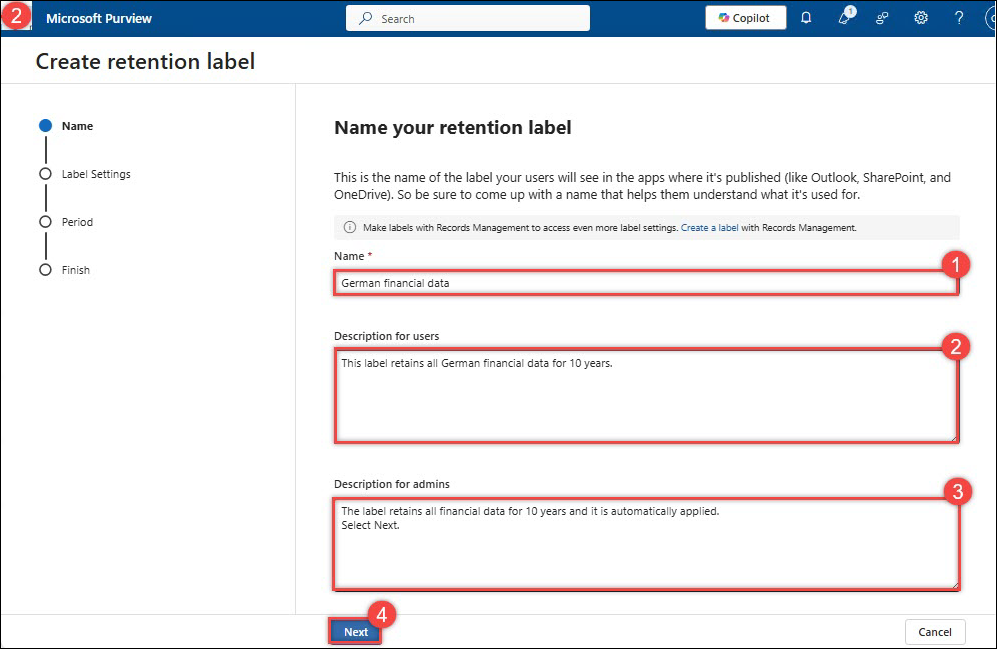 2
Microsoft Purview
Search
Copilot
1
?
Create retention label
Name
Label Settings
Period
Finish
Name your retention label
This is the name of the label your users will see in the apps where it's published (like Outlook, SharePoint, and
OneDrive). So be sure to come up with a name that helps them understand what it's used for.
Make labels with Records Management to access even more label settings. Create a label with Records Management.
Name *
1
German financial data
Description for users
2
This label retains all German financial data for 10 years.
Description for admins
3
The label retains all financial data for 10 years and it is automatically applied.
Select Next.
4
Next
Cancel